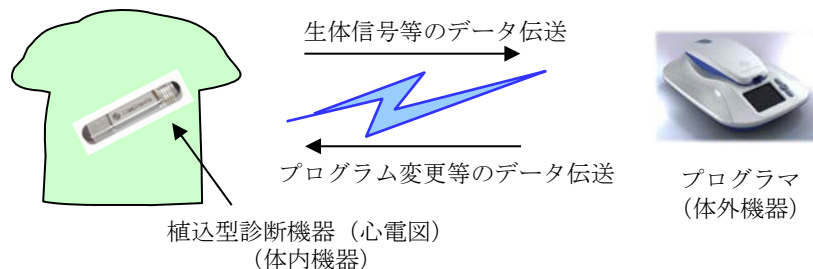 生体信号等のデータ伝送
プログラム変更等のデータ伝送
プログラマ
（体外機器）
植込型診断機器（心電図）
（体内機器）